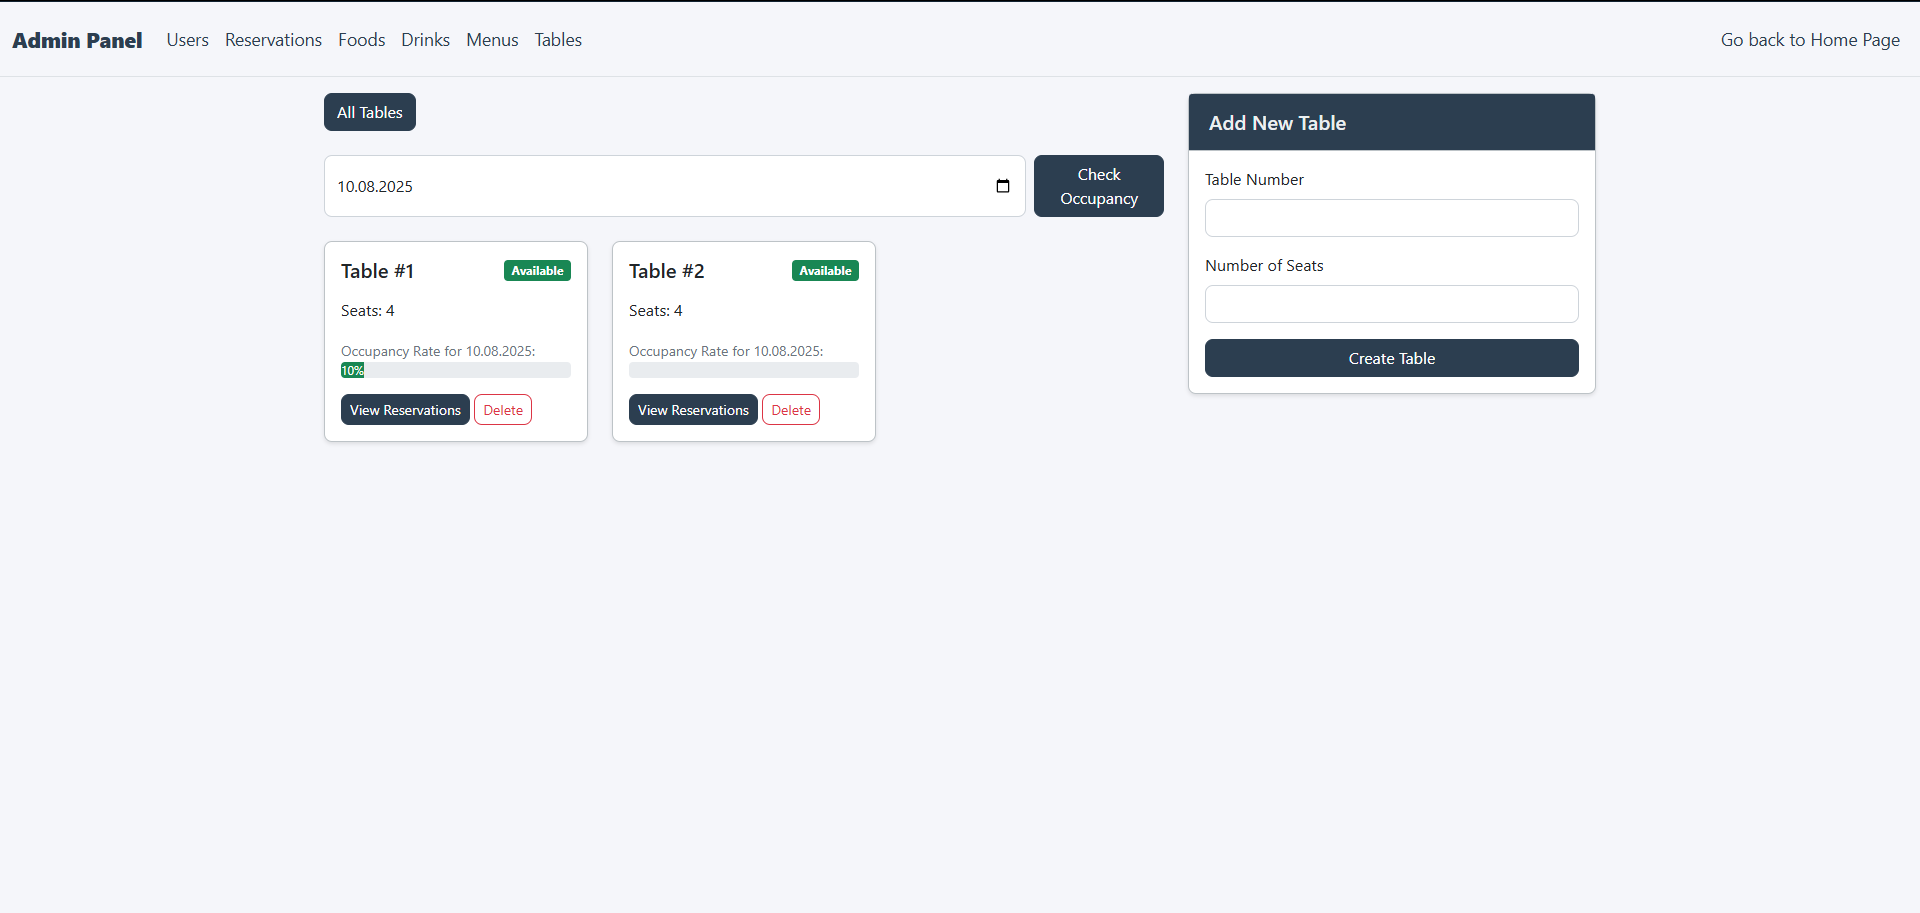 Admin Panel Users Reservations Foods Drinks Menus Tables Go back to Home Page
All Tables
10.08.2025
Check
Occupancy
Table #1 Available
Seats: 4
Occupancy Rate for 10.08.2025:
10%
View Reservations Delete
Table #2 Available
Seats: 4
Occupancy Rate for 10.08.2025:
View Reservations Delete
Add New Table
Table Number
Number of Seats
Create Table